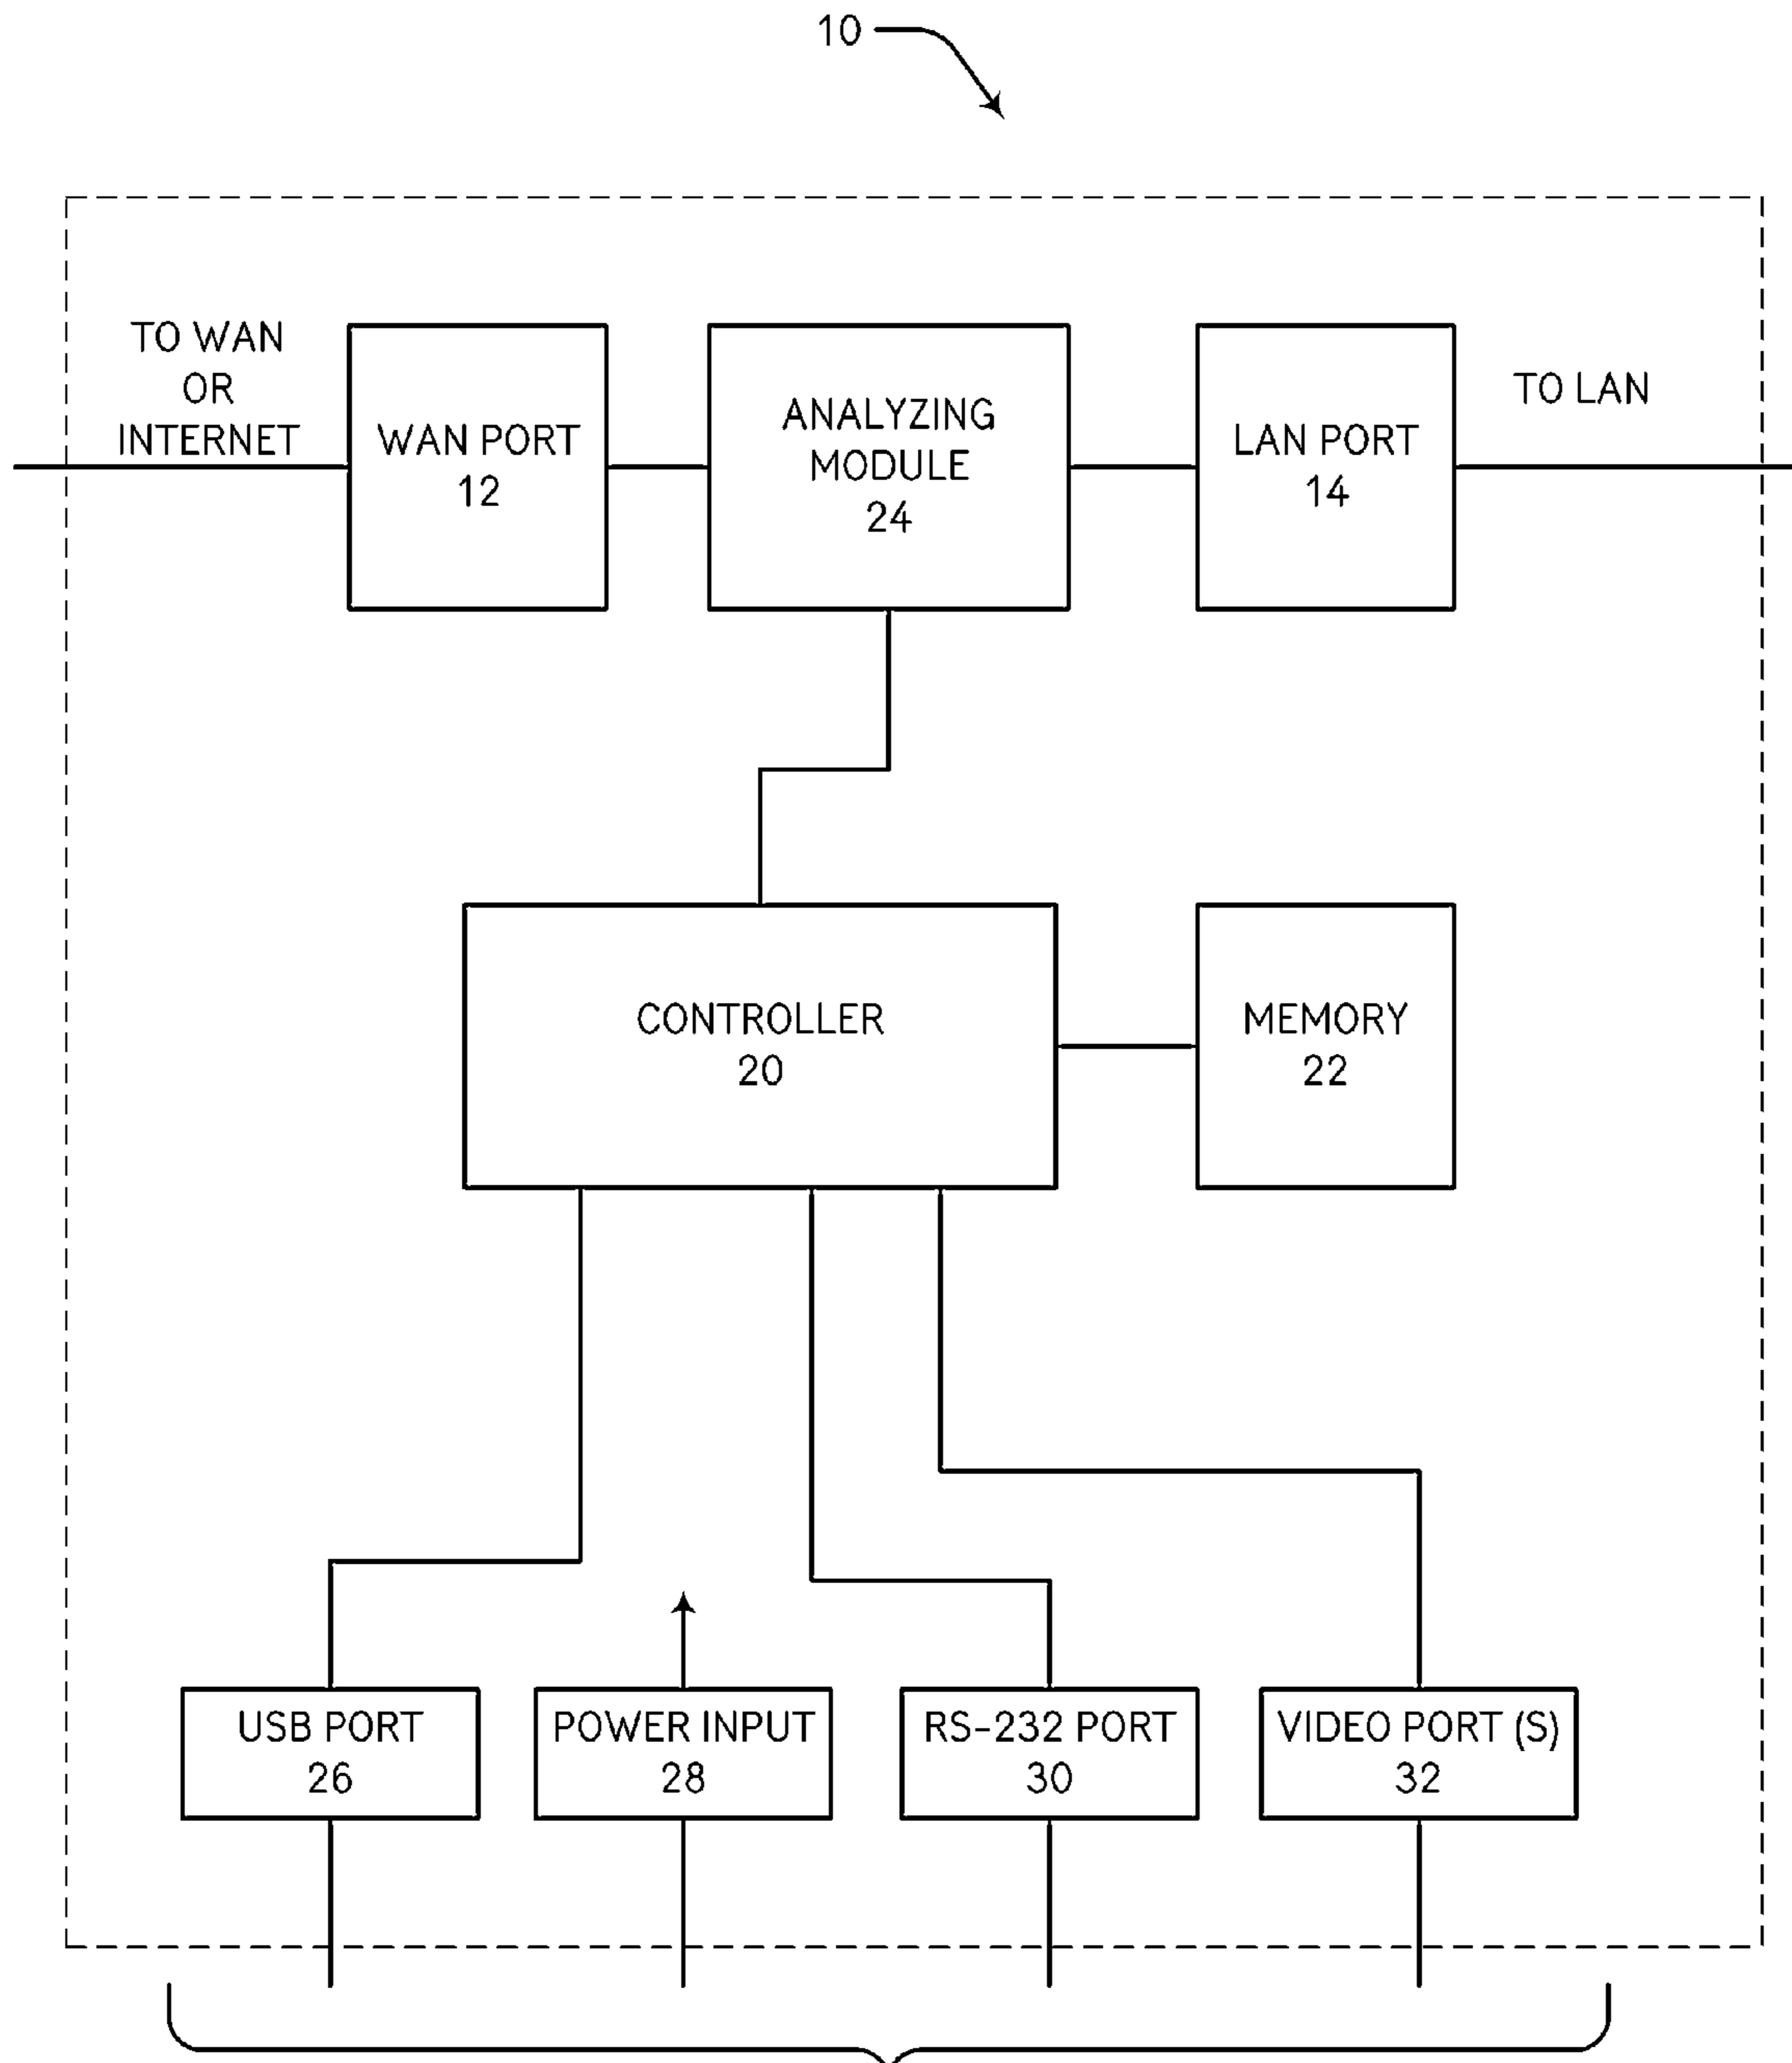 10
TO WAN
OR
INTERNET
WAN PORT
12
ANALYZING
MODULE
24
LAN PORT
14
TO LAN
CONTROLLER
20
MEMORY
22
USB PORT
26
POWER INPUT
28
RS-232 PORT
30
VIDEO PORT (S)
32